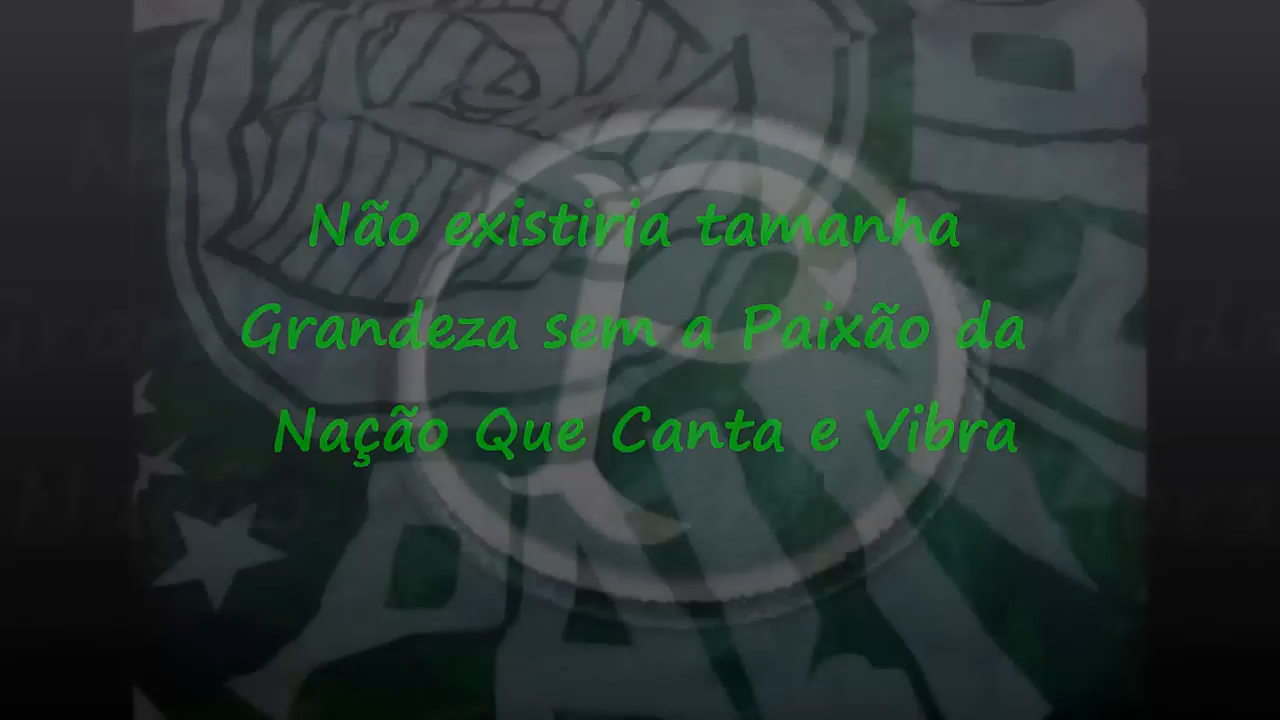 Não existiria tamanha
Grandeza sem a Paixão da
Nação Que Canta e Vibra